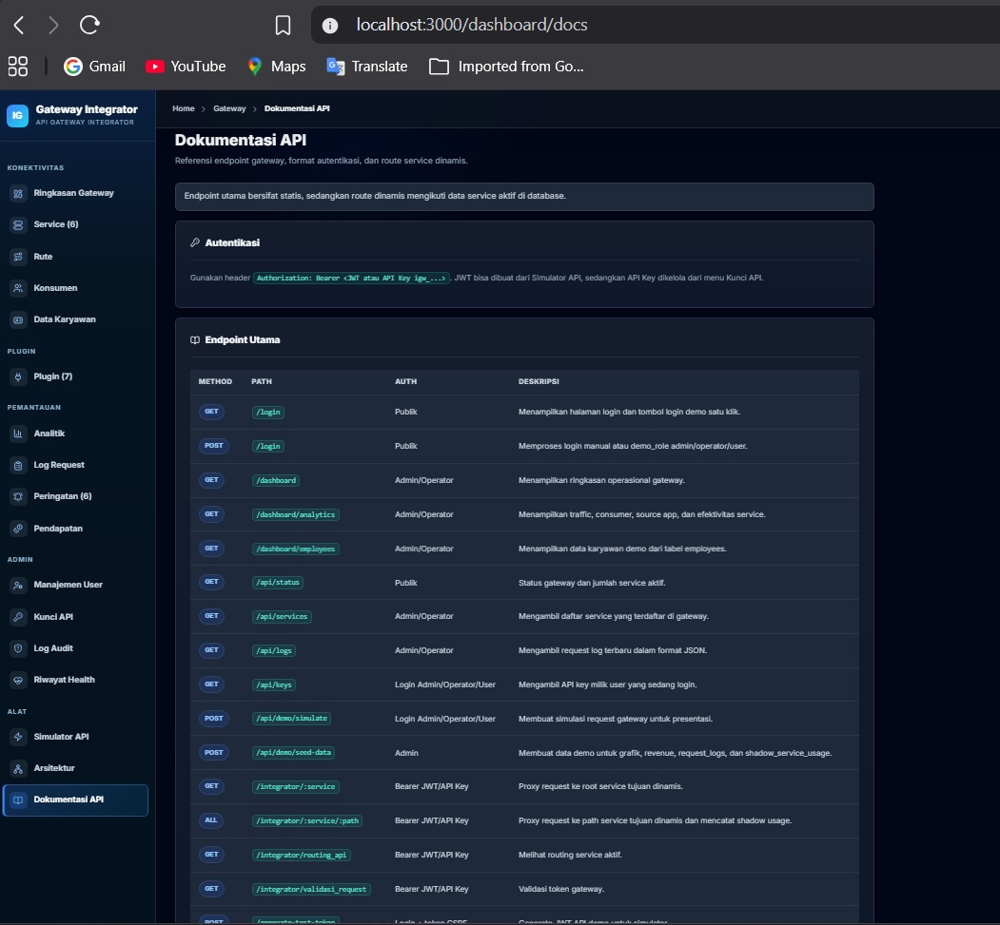 localhost:3000/dashboard/docs
Gmail YouTube Maps Translate Imported from Go...
IG Gateway Integrator
API GATEWAY INTEGRATOR
KONEKTIVITAS
Ringkasan Gateway
Service (6)
Rute
Konsumen
Data Karyawan
PLUGIN
Plugin (7)
PEMANTAUAN
Analitik
Log Request
Peringatan (6)
Pendapatan
ADMIN
Manajemen User
Kunci API
Log Audit
Riwayat Health
ALAT
Simulator API
Arsitektur
Dokumentasi API
Home > Gateway > Dokumentasi API
Dokumentasi API
Referensi endpoint gateway, format autentikasi, dan route service dinamis.
Endpoint utama bersifat statis, sedangkan route dinamis mengikuti data service aktif di database.
Autentikasi
Gunakan header Authorization: Bearer <JWT atau API Key igw_...> . JWT bisa dibuat dari Simulator API, sedangkan API Key dikelola dari menu Kunci API.
Endpoint Utama
METHOD PATH AUTH DESKRIPSI
GET /login Publik Menampilkan halaman login dan tombol login demo satu klik.
POST /login Publik Memproses login manual atau demo_role admin/operator/user.
GET /dashboard Admin/Operator Menampilkan ringkasan operasional gateway.
GET /dashboard/analytics Admin/Operator Menampilkan traffic, consumer, source app, dan efektivitas service.
GET /dashboard/employees Admin/Operator Menampilkan data karyawan demo dari tabel employees.
GET /api/status Publik Status gateway dan jumlah service aktif.
GET /api/services Admin/Operator Mengambil daftar service yang terdaftar di gateway.
GET /api/logs Admin/Operator Mengambil request log terbaru dalam format JSON.
GET /api/keys Login Admin/Operator/User Mengambil API key milik user yang sedang login.
POST /api/demo/simulate Login Admin/Operator/User Membuat simulasi request gateway untuk presentasi.
POST /api/demo/seed-data Admin Membuat data demo untuk grafik, revenue, request_logs, dan shadow_service_usage.
GET /integrator/:service Bearer JWT/API Key Proxy request ke root service tujuan dinamis.
ALL /integrator/:service/:path Bearer JWT/API Key Proxy request ke path service tujuan dinamis dan mencatat shadow usage.
GET /integrator/routing_api Bearer JWT/API Key Melihat routing service aktif.
GET /integrator/validasi_request Bearer JWT/API Key Validasi token gateway.
POST /generate-test-token Login + token CSRF Generate JWT API demo untuk simulator.